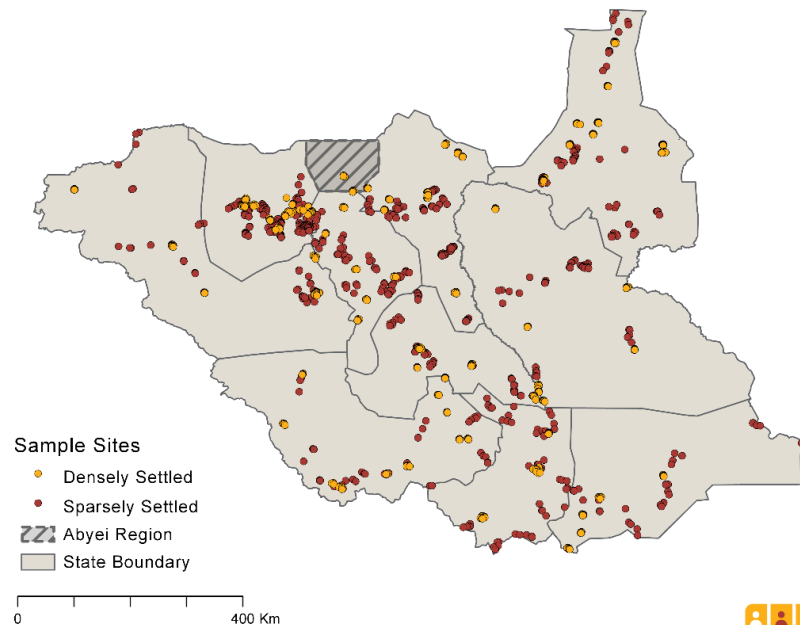 Sample Sites
Densely Settled
Sparsely Settled
Abyei Region
State Boundary
0 400 Km